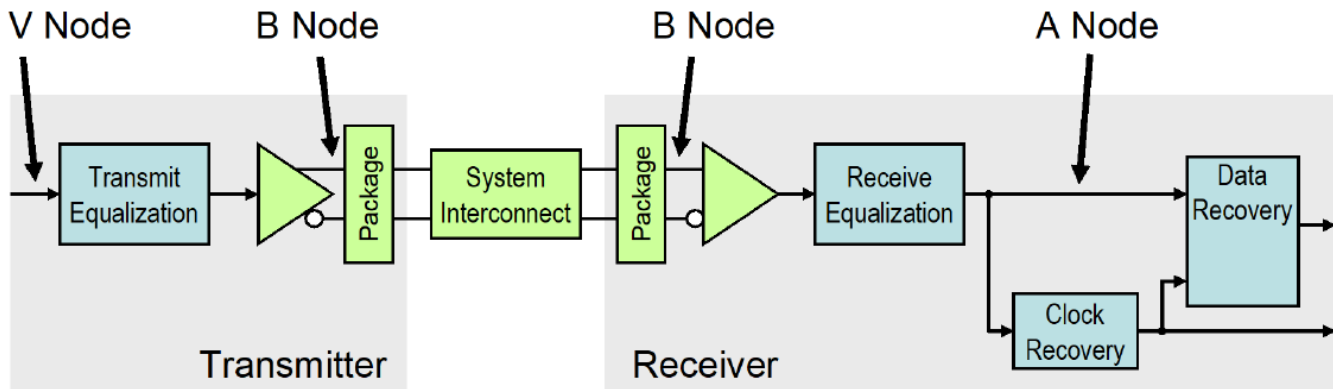 V Node
B Node
B Node
A Node
Transmit
Equalization
Package
System
Interconnect
Package
Receive
Equalization
Data
Recovery
Clock
Recovery
Transmitter
Receiver